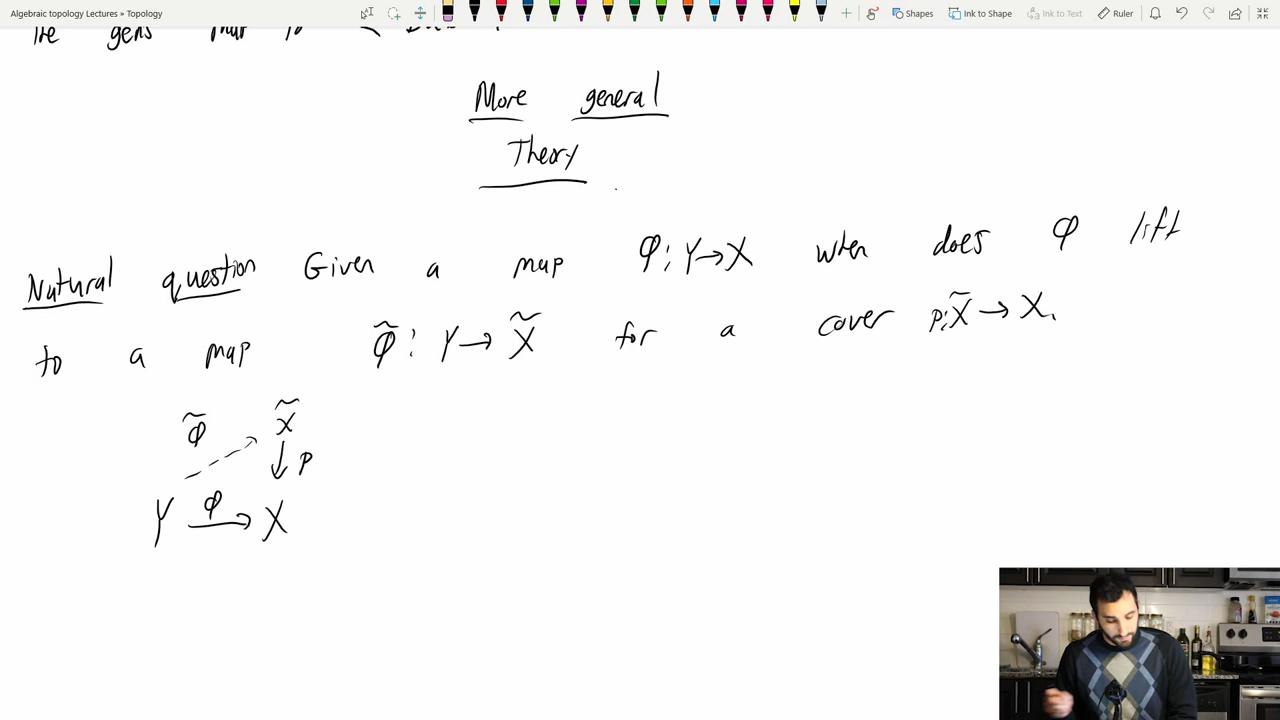 Algebraic topology Lectures » Topology
Shapes Ink to Shape Ink to Text Ruler
More general
Theory
Natural question Given a map φ: Y→X when does φ lift
to a map φ̃: Y→X̃ for a cover p: X̃→X.
φ̃ X̃
↓ p
Y φ→ X